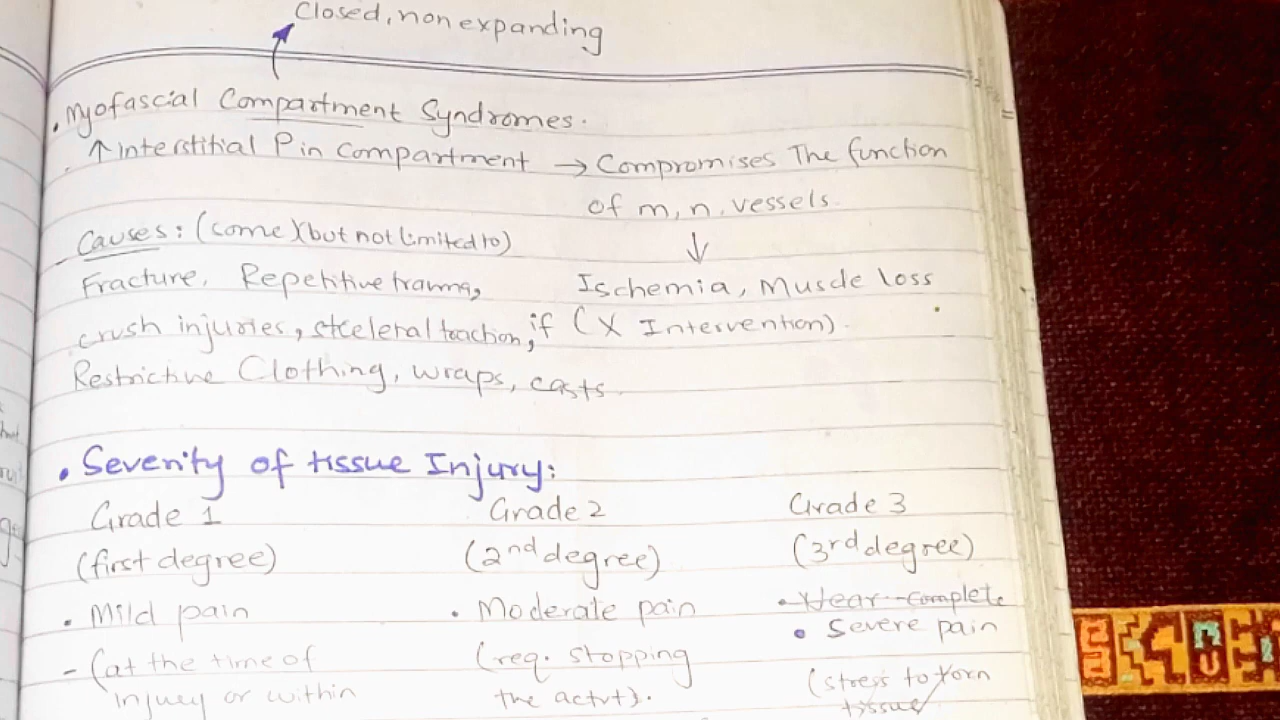 Closed, non expanding
• Myofascial Compartment Syndromes.
↑ Interstitial P in compartment → Compromises The function
of m, n, vessels.
↓
Causes: (some) (but not limited to)
Fracture, Repetitive trauma, Ischemia, Muscle loss
crush injuries, skeleral traction, if (X Intervention).
Restrictive Clothing, wraps, casts.
• Severity of tissue Injury:
Grade 1 Grade 2 Grade 3
(first degree) (2nd degree) (3rd degree)
• Mild pain • Moderate pain complete
• Severe pain
- (at the time of (req. stopping (stress to torn
injury or within the actvt). tissue